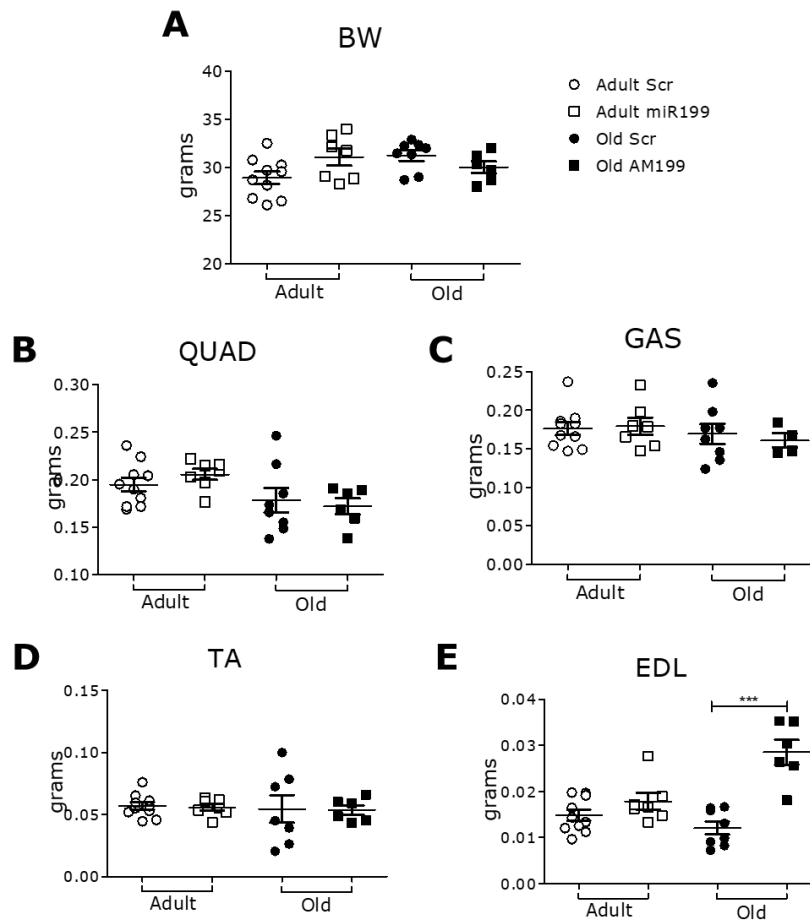 A
BW
grams
40
35
30
25
20
Adult
Old
Adult Scr
Adult miR199
Old Scr
Old AM199
B
QUAD
grams
0.30
0.25
0.20
0.15
0.10
Adult
Old
C
GAS
grams
0.25
0.20
0.15
0.10
0.05
0.00
Adult
Old
D
TA
grams
0.15
0.10
0.05
0.00
Adult
Old
E
EDL
grams
0.04
0.03
0.02
0.01
0.00
***
Adult
Old